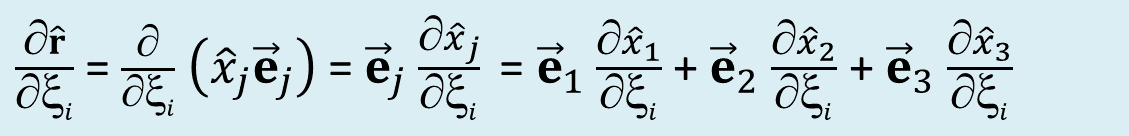 ∂r̂/∂ξᵢ = ∂/∂ξᵢ (x̂ⱼe⃗ⱼ) = e⃗ⱼ ∂x̂ⱼ/∂ξᵢ = e⃗₁ ∂x̂₁/∂ξᵢ + e⃗₂ ∂x̂₂/∂ξᵢ + e⃗₃ ∂x̂₃/∂ξᵢ